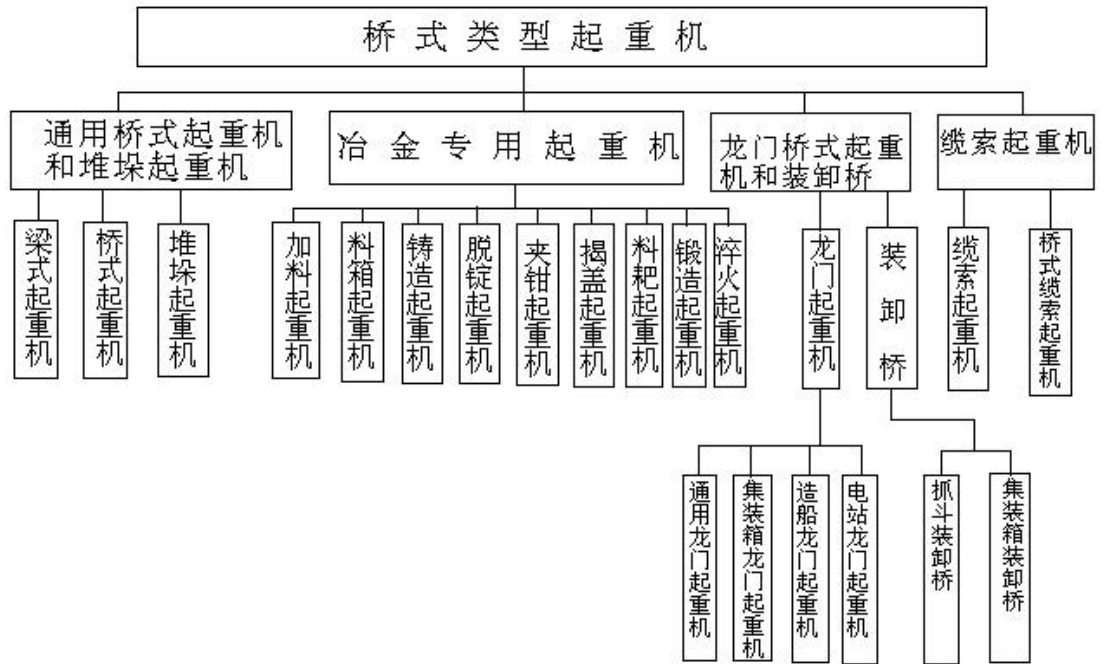 桥式类型起重机
通用桥式起重机
和堆垛起重机
冶金专用起重机
龙门桥式起重
机和装卸桥
缆索起重机
梁式起重机
桥式起重机
堆垛起重机
加料起重机
料箱起重机
铸造起重机
脱锭起重机
夹钳起重机
揭盖起重机
料耙起重机
锻造起重机
淬火起重机
龙门起重机
装卸桥
缆索起重机
桥式缆索起重机
通用龙门起重机
集装箱龙门起重机
造船龙门起重机
电站龙门起重机
抓斗装卸桥
集装箱装卸桥